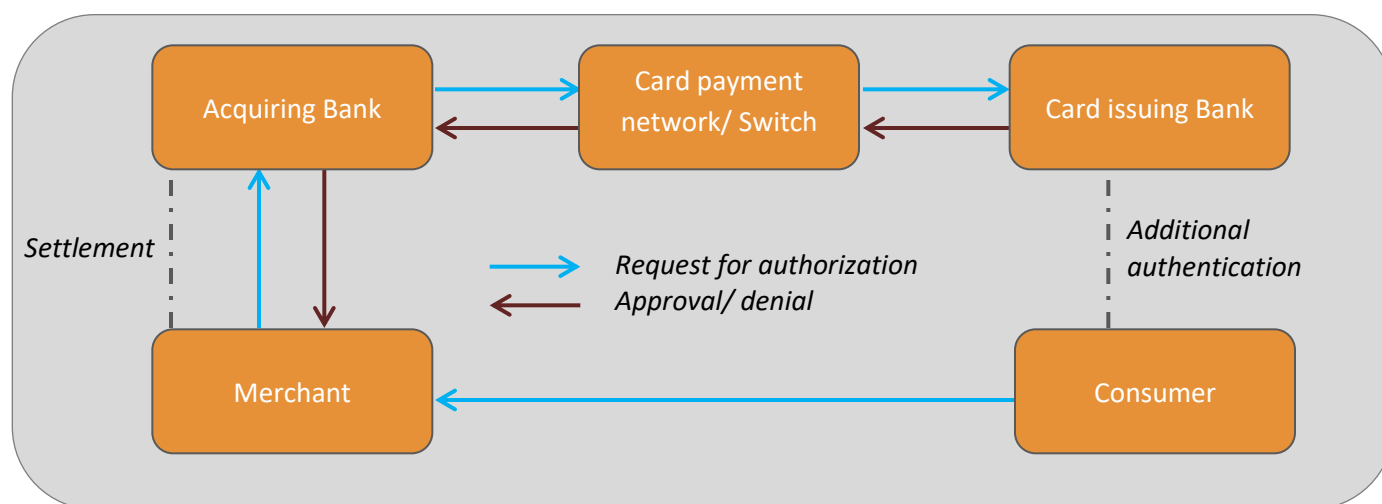 Acquiring Bank
Card payment
network/ Switch
Card issuing Bank
Settlement
Additional
authentication
Request for authorization
Approval/ denial
Merchant
Consumer